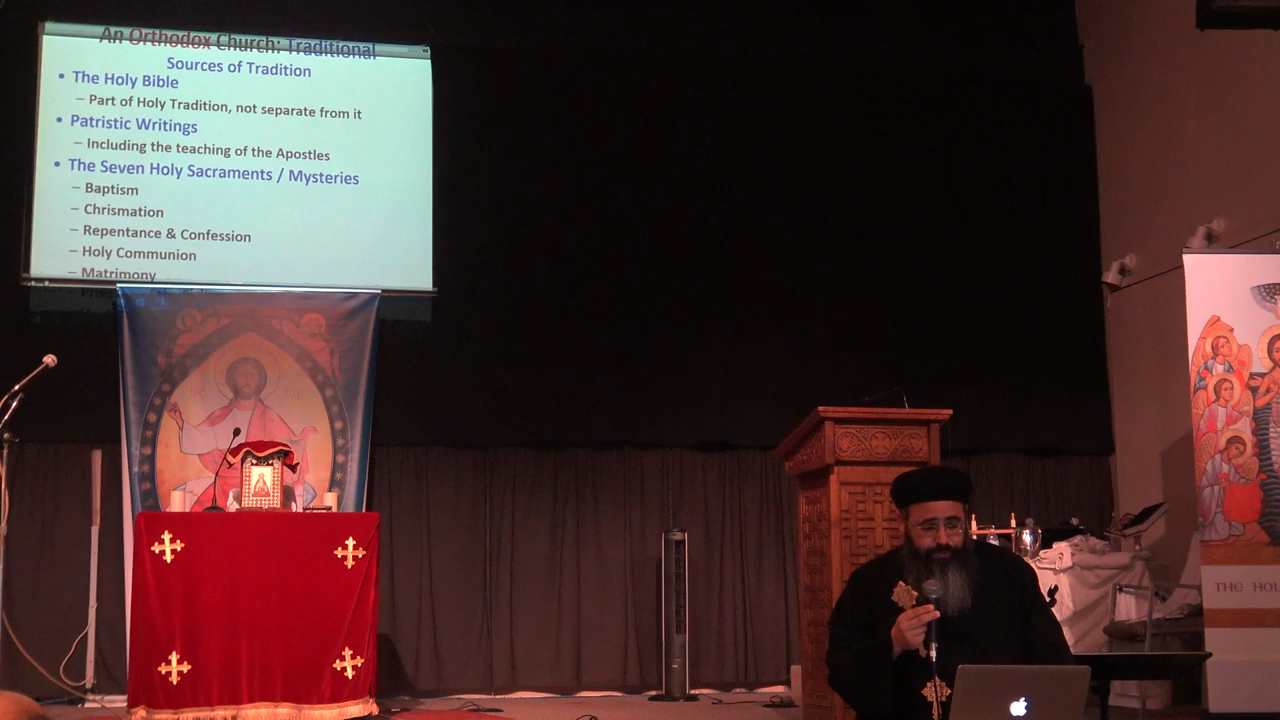 An Orthodox Church: Traditional
Sources of Tradition
• The Holy Bible
– Part of Holy Tradition, not separate from it
• Patristic Writings
– Including the teaching of the Apostles
• The Seven Holy Sacraments / Mysteries
– Baptism
– Chrismation
– Repentance & Confession
– Holy Communion
– Matrimony
THE HOL